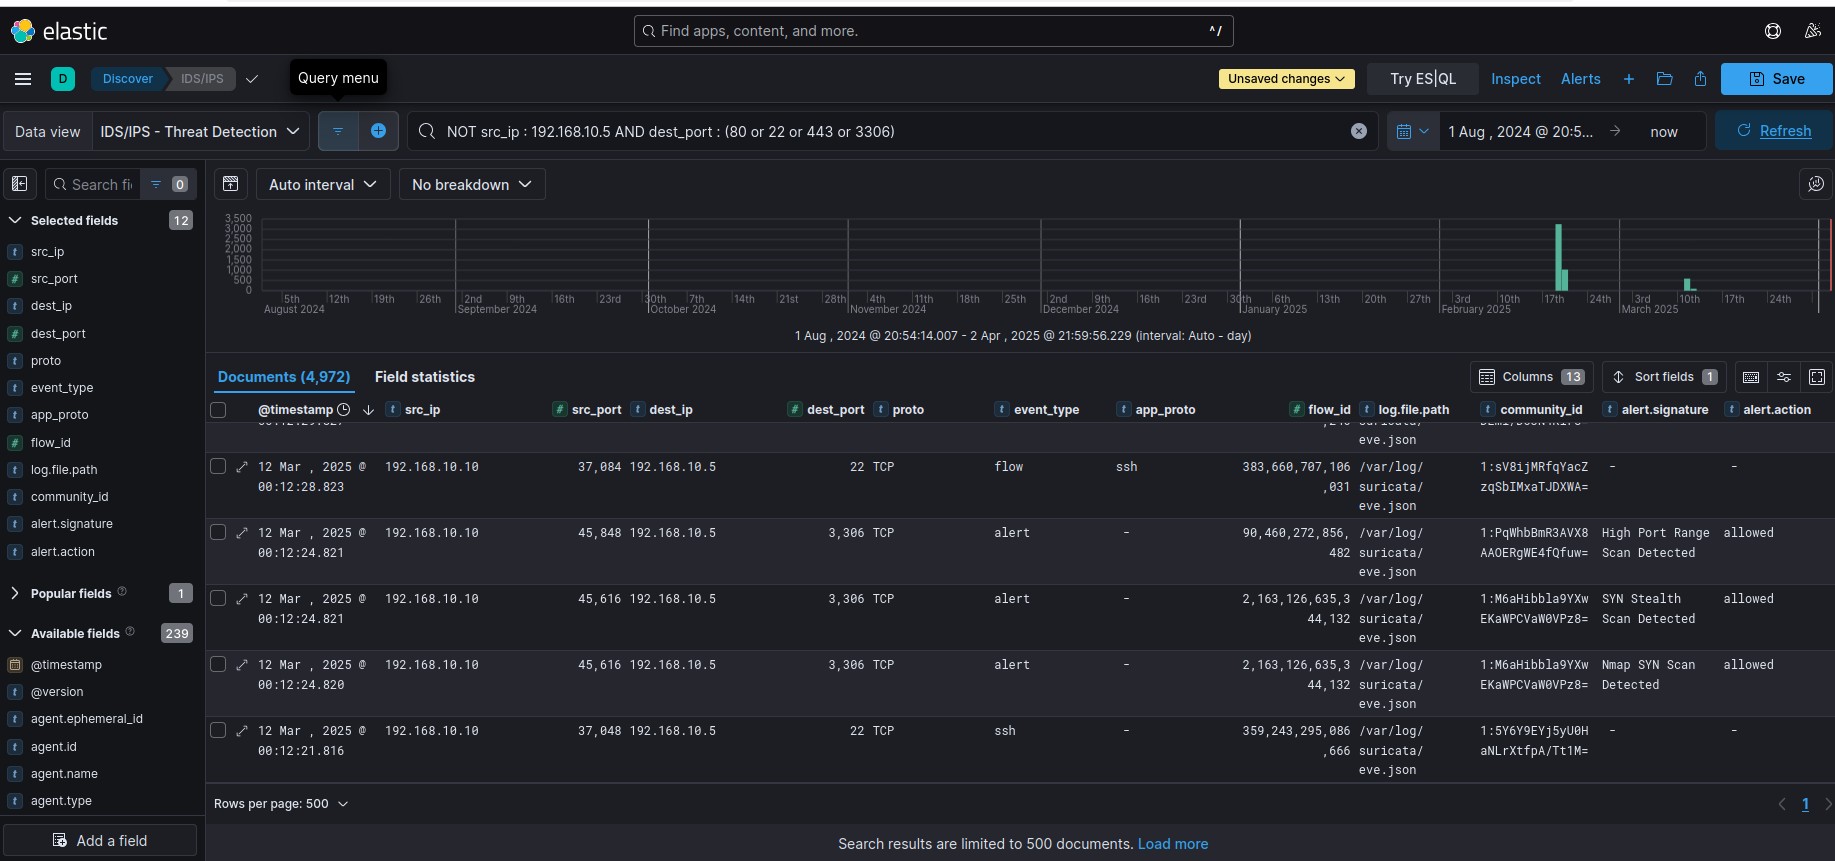 elastic
Find apps, content, and more.
^/
D
Discover
IDS/IPS
Query menu
Unsaved changes
Try ES|QL
Inspect
Alerts
Save
Data view
IDS/IPS - Threat Detection
NOT src_ip : 192.168.10.5 AND dest_port : (80 or 22 or 443 or 3306)
1 Aug , 2024 @ 20:5...
now
Refresh
Search fi
0
Auto interval
No breakdown
Selected fields
12
src_ip
src_port
dest_ip
dest_port
proto
event_type
app_proto
flow_id
log.file.path
community_id
alert.signature
alert.action
Popular fields
1
Available fields
239
@timestamp
@version
agent.ephemeral_id
agent.id
agent.name
agent.type
Add a field
3,500
3,000
2,500
2,000
1,500
1,000
500
0
5th 12th 19th 26th 2nd 9th 16th 23rd 30th 7th 14th 21st 28th 4th 11th 18th 25th 2nd 9th 16th 23rd 30th 6th 13th 20th 27th 3rd 10th 17th 24th 3rd 10th 17th 24th
August 2024 September 2024 October 2024 November 2024 December 2024 January 2025 February 2025 March 2025
1 Aug , 2024 @ 20:54:14.007 - 2 Apr , 2025 @ 21:59:56.229 (interval: Auto - day)
Documents (4,972)
Field statistics
Columns 13
Sort fields 1
@timestamp src_ip src_port dest_ip dest_port proto event_type app_proto flow_id log.file.path community_id alert.signature alert.action
eve.json
12 Mar , 2025 @ 192.168.10.10 37,084 192.168.10.5 22 TCP flow ssh 383,660,707,106 /var/log/ 1:sV8ijMRfqYacZ - -
00:12:28.823 ,031 suricata/ zqSbIMxaTJDXWA=
eve.json
12 Mar , 2025 @ 192.168.10.10 45,848 192.168.10.5 3,306 TCP alert - 90,460,272,856, /var/log/ 1:PqWhbBmR3AVX8 High Port Range allowed
00:12:24.821 482 suricata/ AAOERgWE4fQfuw= Scan Detected
eve.json
12 Mar , 2025 @ 192.168.10.10 45,616 192.168.10.5 3,306 TCP alert - 2,163,126,635,3 /var/log/ 1:M6aHibbla9YXw SYN Stealth allowed
00:12:24.821 44,132 suricata/ EKaWPCVaW0VPz8= Scan Detected
eve.json
12 Mar , 2025 @ 192.168.10.10 45,616 192.168.10.5 3,306 TCP alert - 2,163,126,635,3 /var/log/ 1:M6aHibbla9YXw Nmap SYN Scan allowed
00:12:24.820 44,132 suricata/ EKaWPCVaW0VPz8= Detected
eve.json
12 Mar , 2025 @ 192.168.10.10 37,048 192.168.10.5 22 TCP ssh - 359,243,295,086 /var/log/ 1:5Y6Y9EYj5yU0H - -
00:12:21.816 ,666 suricata/ aNLrXtfpA/Tt1M=
eve.json
Rows per page: 500
1
Search results are limited to 500 documents. Load more